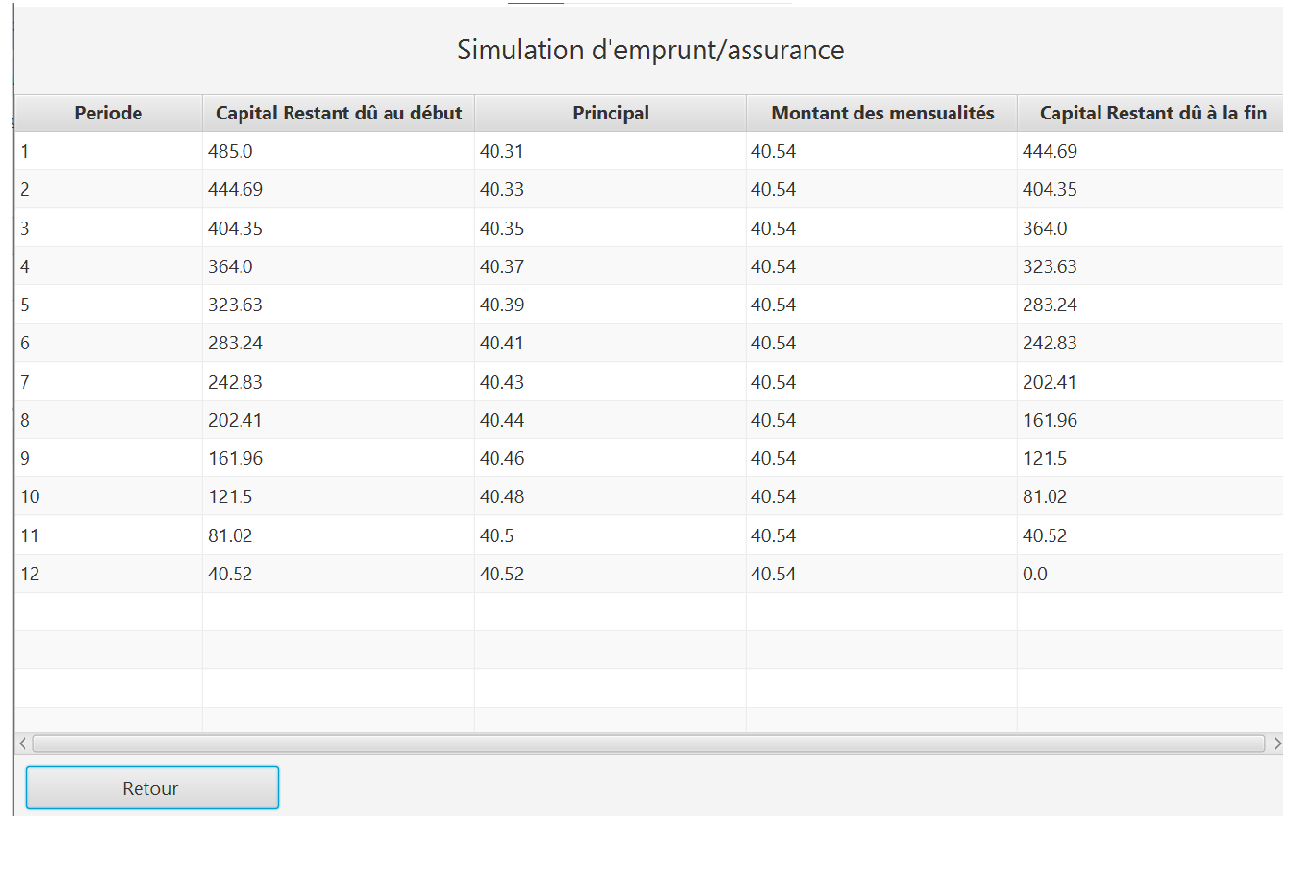 Simulation d'emprunt/assurance
Periode Capital Restant dû au début Principal Montant des mensualités Capital Restant dû à la fin
1 485.0 40.31 40.54 444.69
2 444.69 40.33 40.54 404.35
3 404.35 40.35 40.54 364.0
4 364.0 40.37 40.54 323.63
5 323.63 40.39 40.54 283.24
6 283.24 40.41 40.54 242.83
7 242.83 40.43 40.54 202.41
8 202.41 40.44 40.54 161.96
9 161.96 40.46 40.54 121.5
10 121.5 40.48 40.54 81.02
11 81.02 40.5 40.54 40.52
12 40.52 40.52 40.54 0.0
Retour